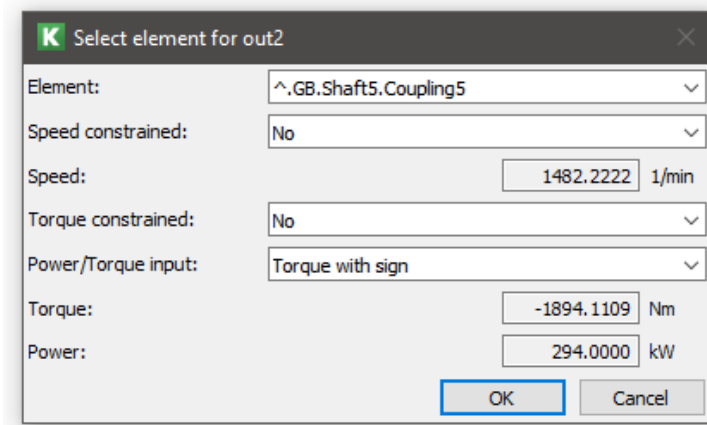 K Select element for out2
Element: ^.GB.Shaft5.Coupling5
Speed constrained: No
Speed: 1482.2222 1/min
Torque constrained: No
Power/Torque input: Torque with sign
Torque: -1894.1109 Nm
Power: 294.0000 kW
OK Cancel